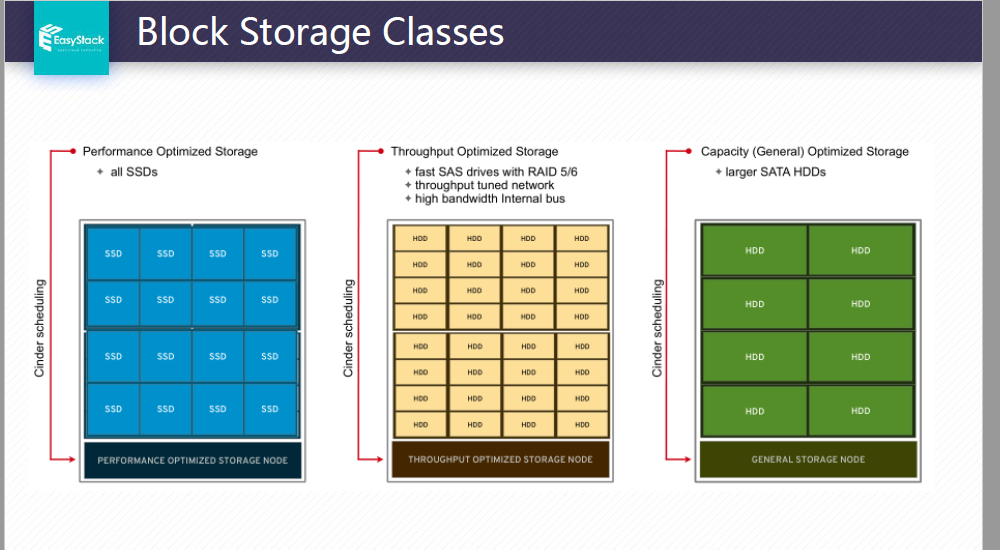 EasyStack
Block Storage Classes
Performance Optimized Storage
all SSDs
Cinder scheduling
SSD SSD SSD SSD
SSD SSD SSD SSD
SSD SSD SSD SSD
SSD SSD SSD SSD
PERFORMANCE OPTIMIZED STORAGE NODE
Throughput Optimized Storage
fast SAS drives with RAID 5/6
throughput tuned network
high bandwidth Internal bus
Cinder scheduling
HDD HDD HDD HDD
HDD HDD HDD HDD
HDD HDD HDD HDD
HDD HDD HDD HDD
HDD HDD HDD HDD
HDD HDD HDD HDD
HDD HDD HDD HDD
HDD HDD HDD HDD
THROUGHPUT OPTIMIZED STORAGE NODE
Capacity (General) Optimized Storage
larger SATA HDDs
Cinder scheduling
HDD HDD
HDD HDD
HDD HDD
HDD HDD
GENERAL STORAGE NODE